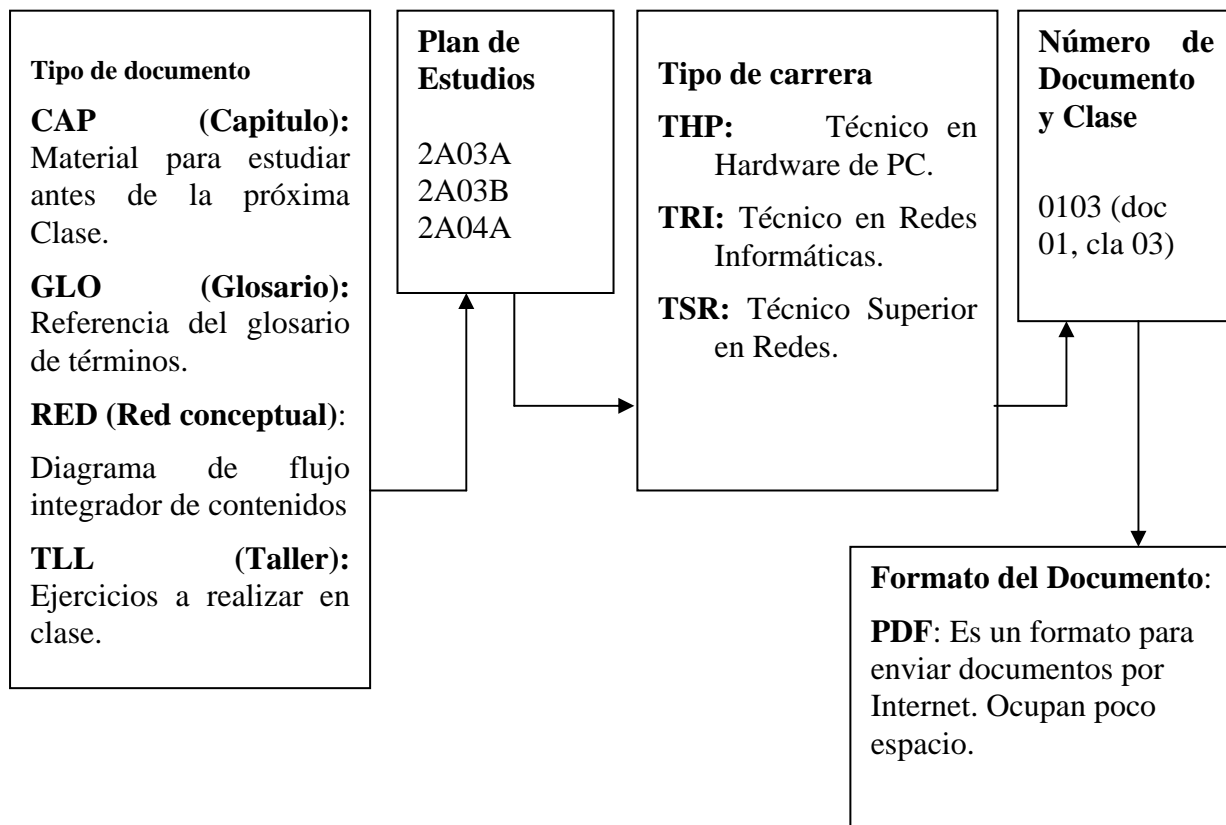 Tipo de documento
CAP (Capitulo):
Material para estudiar
antes de la próxima
Clase.
GLO (Glosario):
Referencia del glosario
de términos.
RED (Red conceptual):
Diagrama de flujo
integrador de contenidos
TLL (Taller):
Ejercicios a realizar en
clase.
Plan de
Estudios
2A03A
2A03B
2A04A
Tipo de carrera
THP: Técnico en
Hardware de PC.
TRI: Técnico en Redes
Informáticas.
TSR: Técnico Superior
en Redes.
Número de
Documento
y Clase
0103 (doc
01, cla 03)
Formato del Documento:
PDF: Es un formato para
enviar documentos por
Internet. Ocupan poco
espacio.